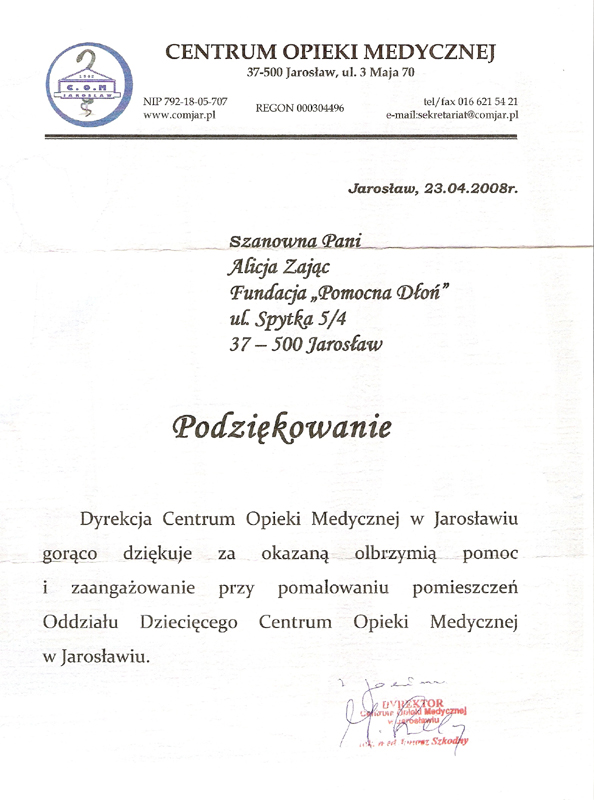 CENTRUM OPIEKI MEDYCZNEJ
37-500 Jarosław, ul. 3 Maja 70
C.O.M
JAROSŁAW
NIP 792-18-05-707
www.comjar.pl
REGON 000304496
tel/fax 016 621 54 21
e-mail:sekretariat@comjar.pl
Jarosław, 23.04.2008r.
Szanowna Pani
Alicja Zając
Fundacja „Pomocna Dłoń”
ul. Spytka 5/4
37 – 500 Jarosław
Podziękowanie
Dyrekcja Centrum Opieki Medycznej w Jarosławiu
gorąco dziękuje za okazaną olbrzymią pomoc
i zaangażowanie przy pomalowaniu pomieszczeń
Oddziału Dziecięcego Centrum Opieki Medycznej
w Jarosławiu.
DYREKTOR
Centrum Opieki Medycznej
w Jarosławiu
Szkodny